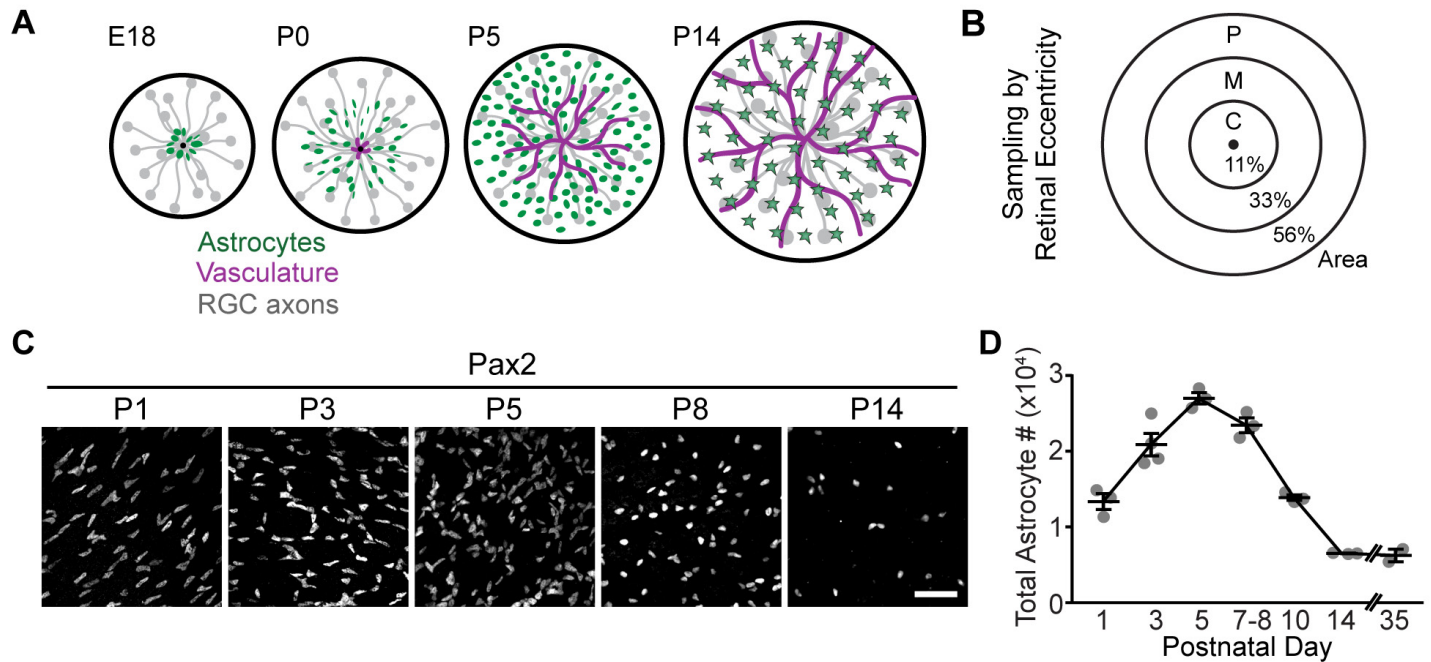 A
E18
P0
P5
P14
Astrocytes
Vasculature
RGC axons
B
Sampling by
Retinal Eccentricity
P
M
C
11%
33%
56%
Area
C
Pax2
P1
P3
P5
P8
P14
D
Total Astrocyte # (x10⁴)
3
2
1
0
1 3 5 7-8 10 14 35
Postnatal Day